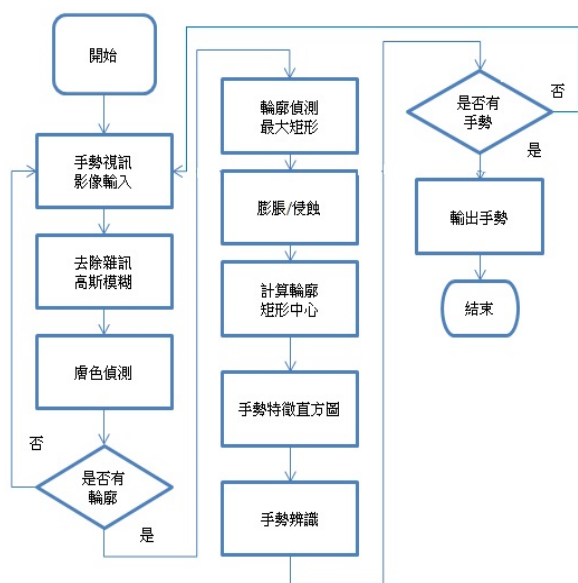 開始
手勢視訊
影像輸入
去除雜訊
高斯模糊
膚色偵測
否
是否有
輪廓
是
輪廓偵測
最大矩形
膨脹/侵蝕
計算輪廓
矩形中心
手勢特徵直方圖
手勢辨識
是否有
手勢
否
是
輸出手勢
結束